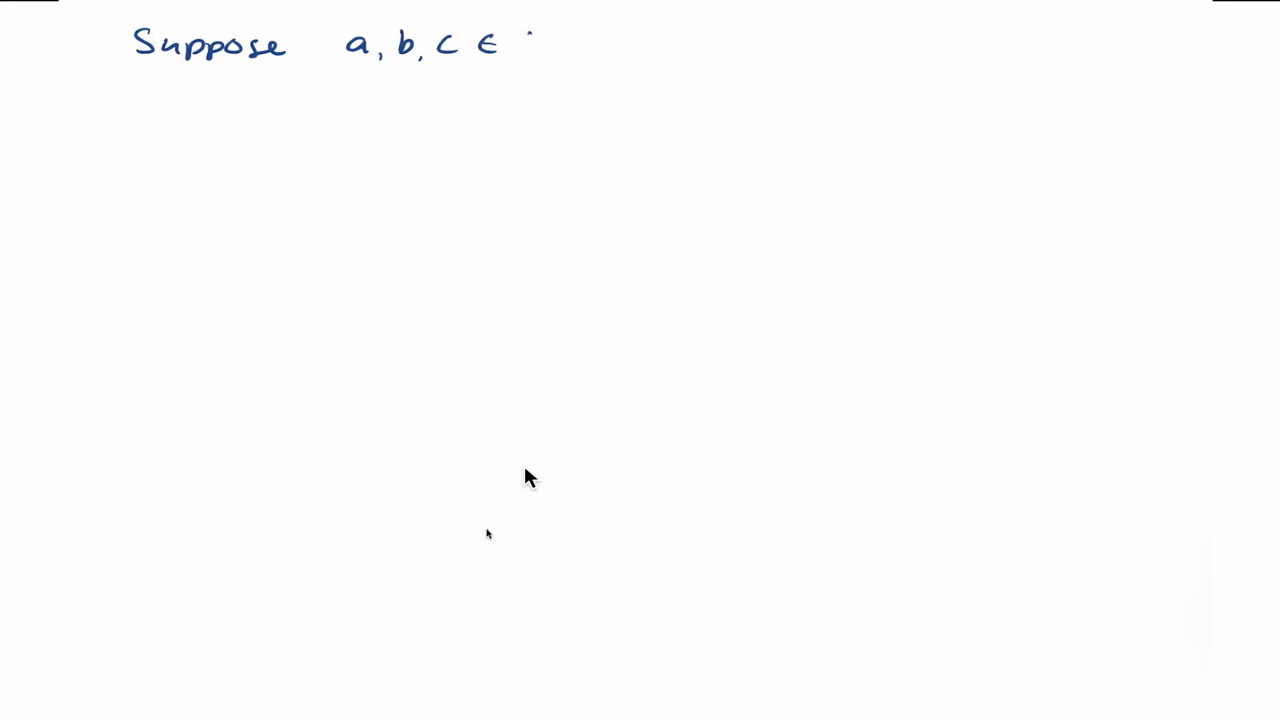 Suppose a, b, c ∈